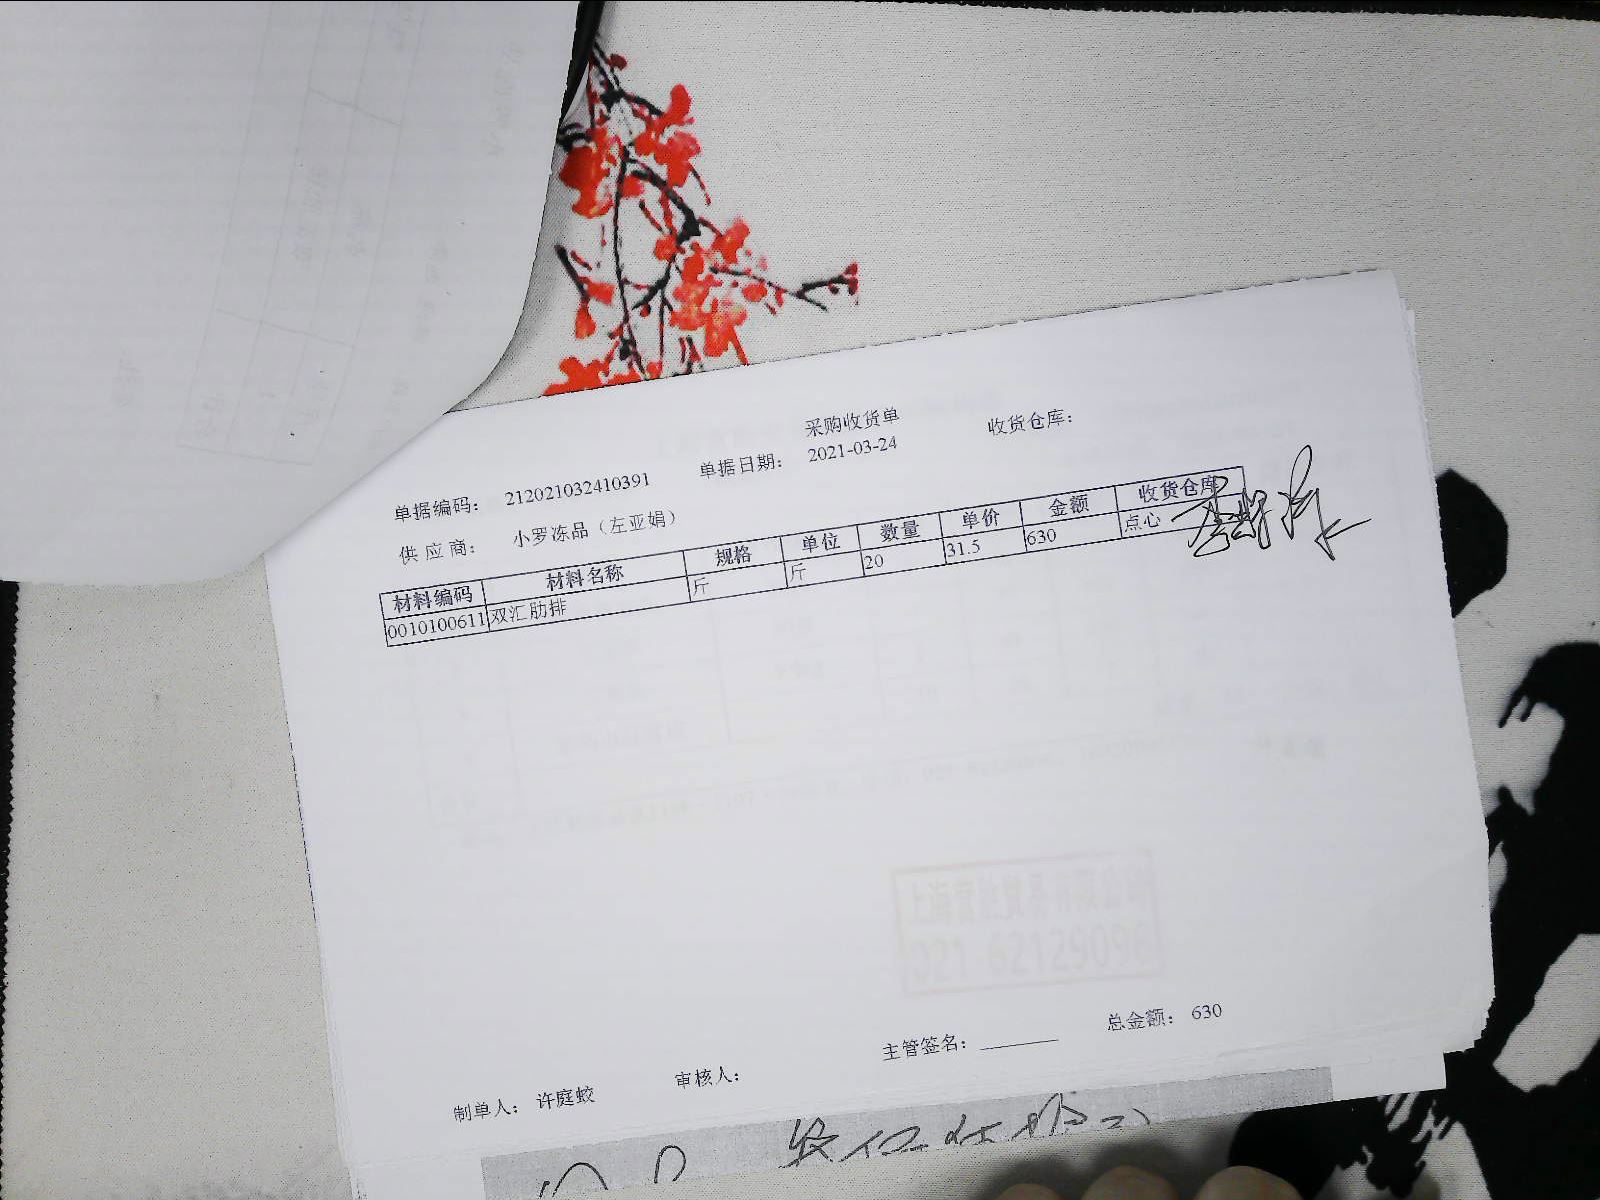 采购收货单
单据编码： 212021032410391 单据日期： 2021-03-24 收货仓库：
供应商： 小罗冻品（左亚娟）
材料编码 材料名称 规格 单位 数量 单价 金额 收货仓库
0010100611 双汇肋排 斤 斤 20 31.5 630 点心
021-62129096
总金额： 630
主管签名：
制单人： 许庭蛟 审核人：